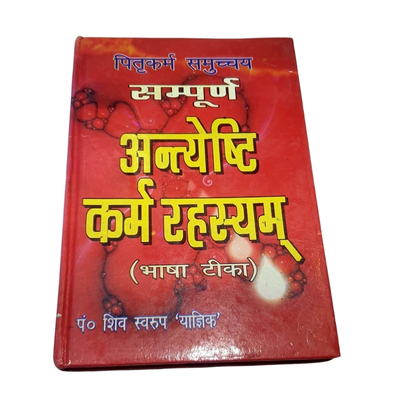 पितृकर्म समुच्चय
सम्पूर्ण
अन्त्येष्टि
कर्म रहस्यम्
(भाषा टीका)
पं० शिव स्वरुप 'याज्ञिक'